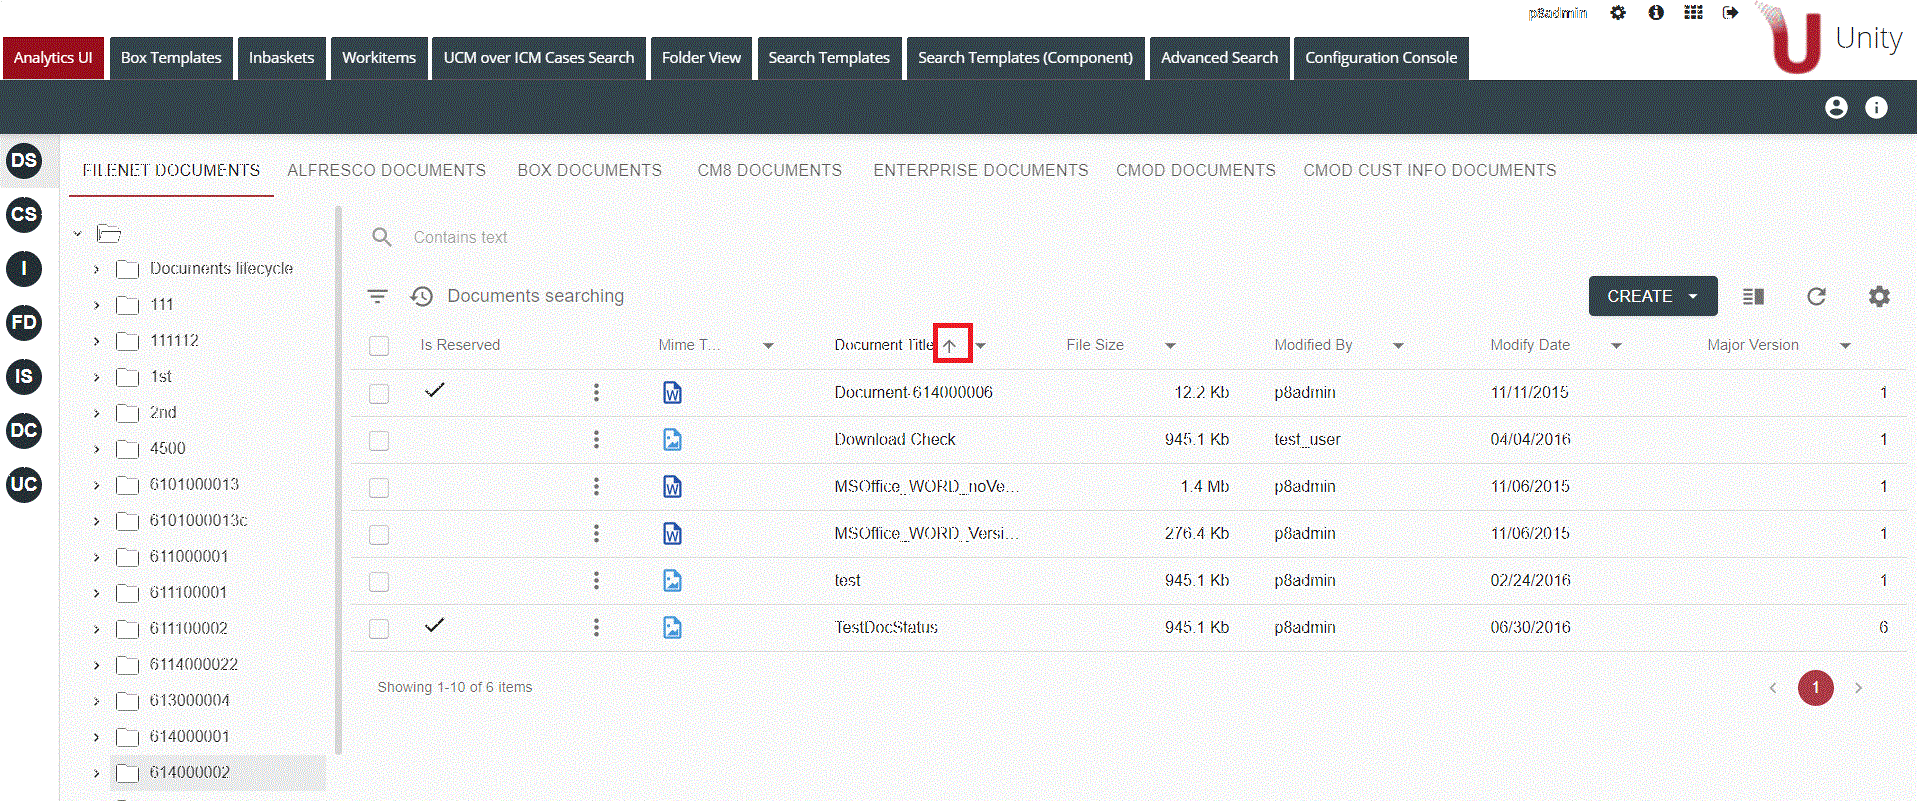 p8admin
Unity
Analytics UI Box Templates Inbaskets Workitems UCM over ICM Cases Search Folder View Search Templates Search Templates (Component) Advanced Search Configuration Console
DS
CS
I
FD
IS
DC
UC
FILENET DOCUMENTS ALFRESCO DOCUMENTS BOX DOCUMENTS CM8 DOCUMENTS ENTERPRISE DOCUMENTS CMOD DOCUMENTS CMOD CUST INFO DOCUMENTS
Documents lifecycle
111
111112
1st
2nd
4500
6101000013
6101000013c
611000001
611100001
611100002
6114000022
613000004
614000001
614000002
Contains text
Documents searching
CREATE
Is Reserved Mime T... Document Title File Size Modified By Modify Date Major Version
Document-614000006 12.2 Kb p8admin 11/11/2015 1
Download Check 945.1 Kb test_user 04/04/2016 1
MSOffice_WORD_noVe... 1.4 Mb p8admin 11/06/2015 1
MSOffice_WORD_Versi... 276.4 Kb p8admin 11/06/2015 1
test 945.1 Kb p8admin 02/24/2016 1
TestDocStatus 945.1 Kb p8admin 06/30/2016 6
Showing 1-10 of 6 items
1